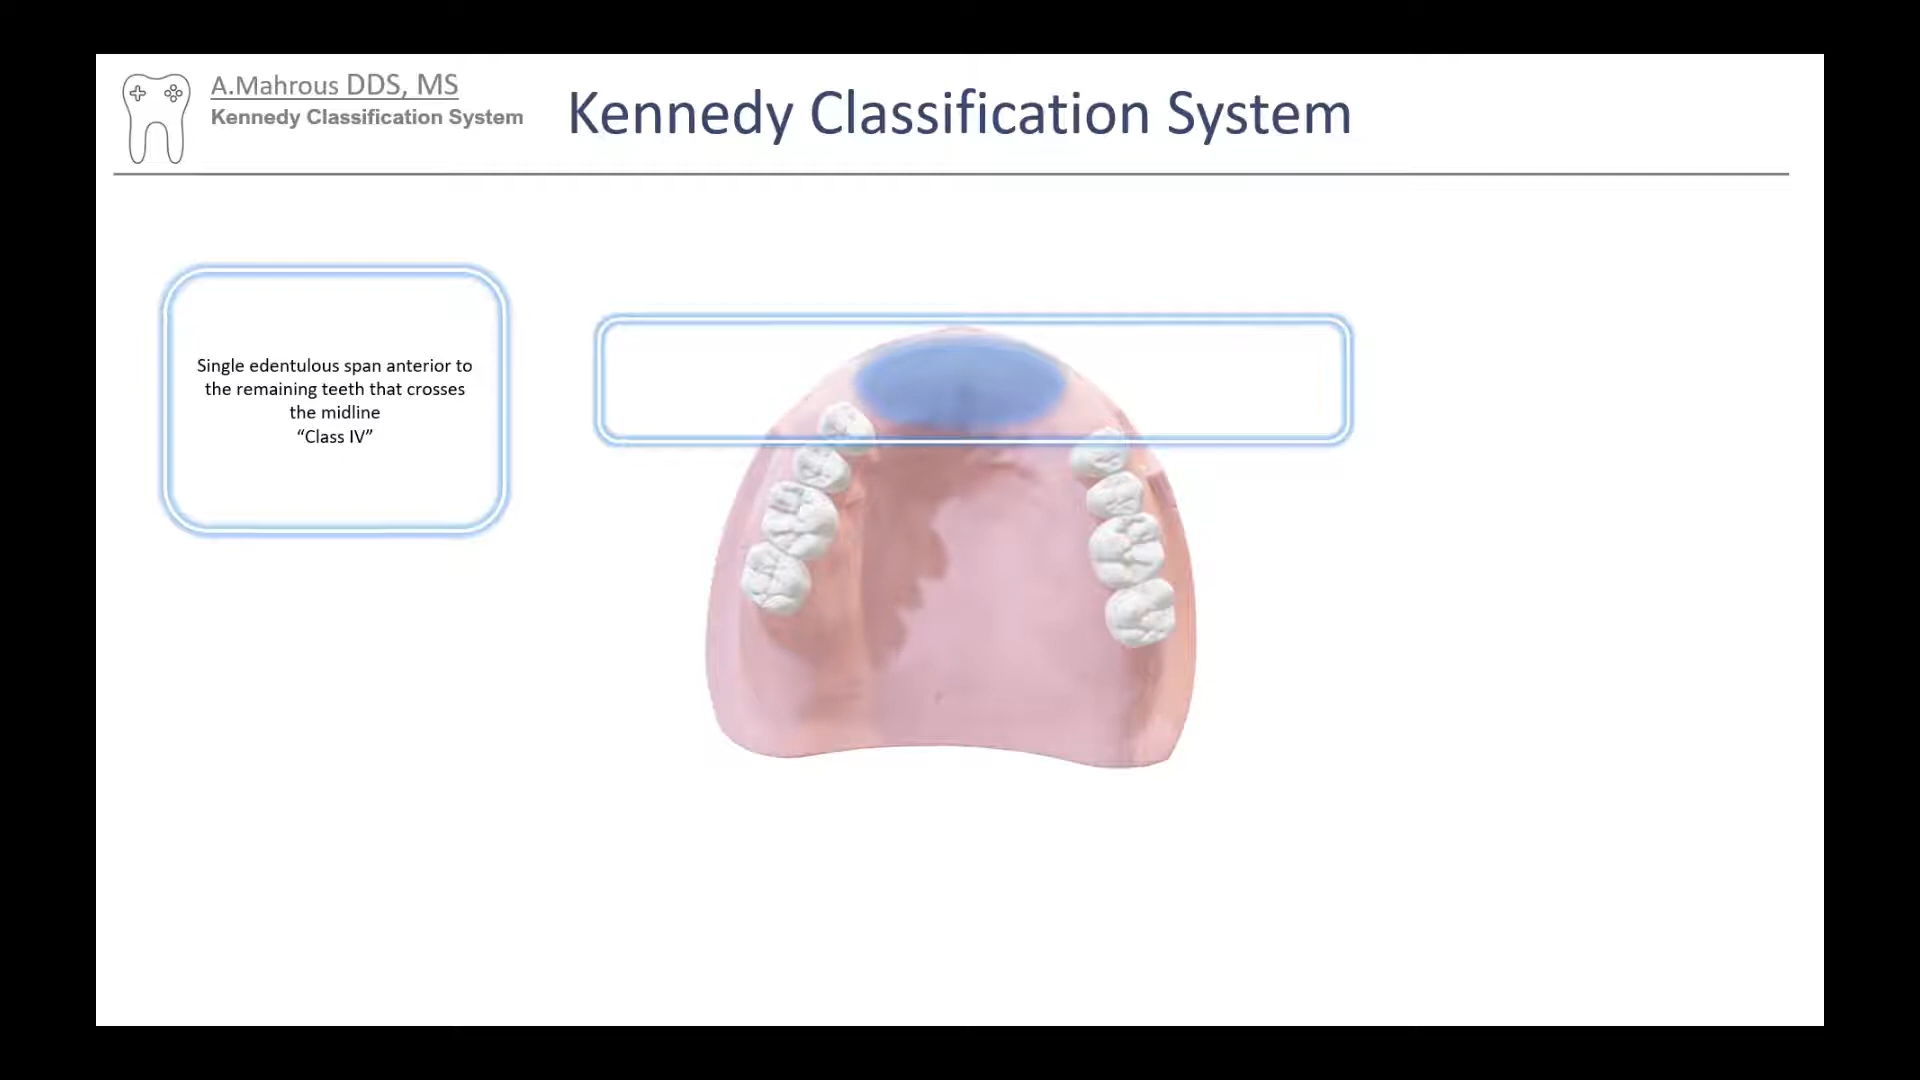 A.Mahrous DDS, MS
Kennedy Classification System
Kennedy Classification System
Single edentulous span anterior to
the remaining teeth that crosses
the midline
“Class IV”